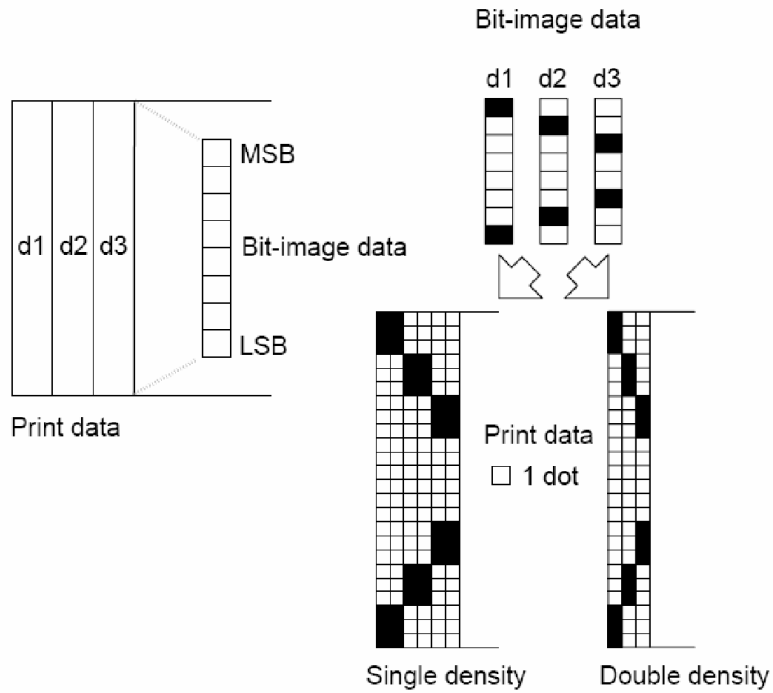 Bit-image data
d1 d2 d3
MSB
d1 d2 d3
Bit-image data
LSB
Print data
Print data
1 dot
Single density
Double density